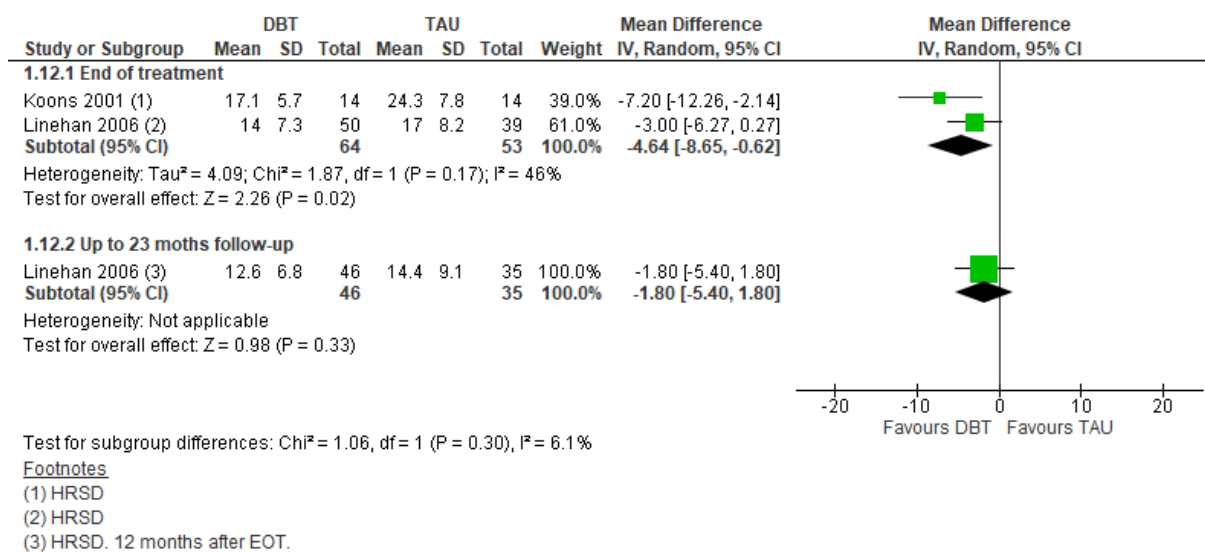 DBT TAU Mean Difference Mean Difference
Study or Subgroup Mean SD Total Mean SD Total Weight IV, Random, 95% CI IV, Random, 95% CI
1.12.1 End of treatment
Koons 2001 (1) 17.1 5.7 14 24.3 7.8 14 39.0% -7.20 [-12.26, -2.14]
Linehan 2006 (2) 14 7.3 50 17 8.2 39 61.0% -3.00 [-6.27, 0.27]
Subtotal (95% CI) 64 53 100.0% -4.64 [-8.65, -0.62]
Heterogeneity: Tau² = 4.09; Chi² = 1.87, df = 1 (P = 0.17); I² = 46%
Test for overall effect: Z = 2.26 (P = 0.02)
1.12.2 Up to 23 moths follow-up
Linehan 2006 (3) 12.6 6.8 46 14.4 9.1 35 100.0% -1.80 [-5.40, 1.80]
Subtotal (95% CI) 46 35 100.0% -1.80 [-5.40, 1.80]
Heterogeneity: Not applicable
Test for overall effect: Z = 0.98 (P = 0.33)
-20 -10 0 10 20
Favours DBT Favours TAU
Test for subgroup differences: Chi² = 1.06, df = 1 (P = 0.30), I² = 6.1%
Footnotes
(1) HRSD
(2) HRSD
(3) HRSD. 12 months after EOT.